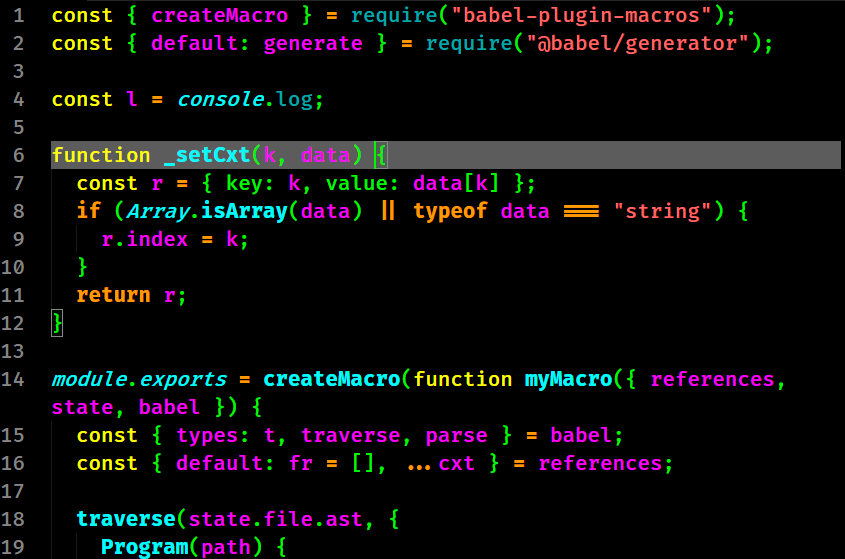 1 const { createMacro } = require("babel-plugin-macros");
2 const { default: generate } = require("@babel/generator");
3
4 const l = console.log;
5
6 function _setCxt(k, data) {
7   const r = { key: k, value: data[k] };
8   if (Array.isArray(data) || typeof data === "string") {
9     r.index = k;
10   }
11   return r;
12 }
13
14 module.exports = createMacro(function myMacro({ references,
state, babel }) {
15   const { types: t, traverse, parse } = babel;
16   const { default: fr = [], ...cxt } = references;
17
18   traverse(state.file.ast, {
19     Program(path) {